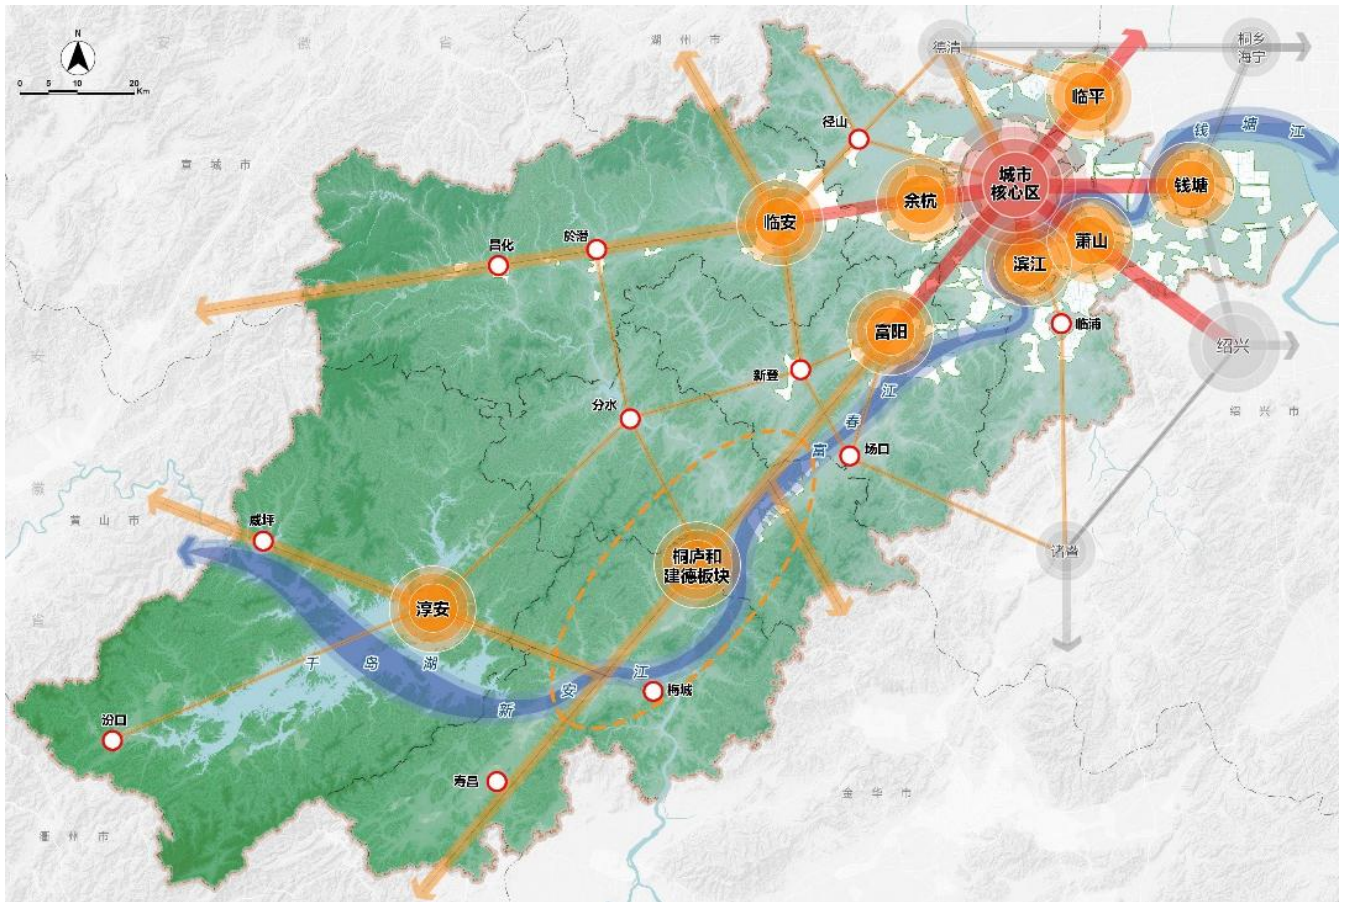 N
0 5 10 20
Km
安 徽 省
湖 州 市
德清
桐乡
海宁
临平
钱 塘 江
径山
宣 城 市
城市
核心区
余杭
钱塘
临安
萧山
昌化
於潜
滨江
富阳
临浦
绍兴
安
新登
分水
绍 兴 市
富 春 江
场口
徽
黄 山 市
威坪
诸暨
桐庐和
建德板块
淳安
省
千 岛 湖
新 安 江
梅城
汾口
寿昌
金 华 市
衢 州 市